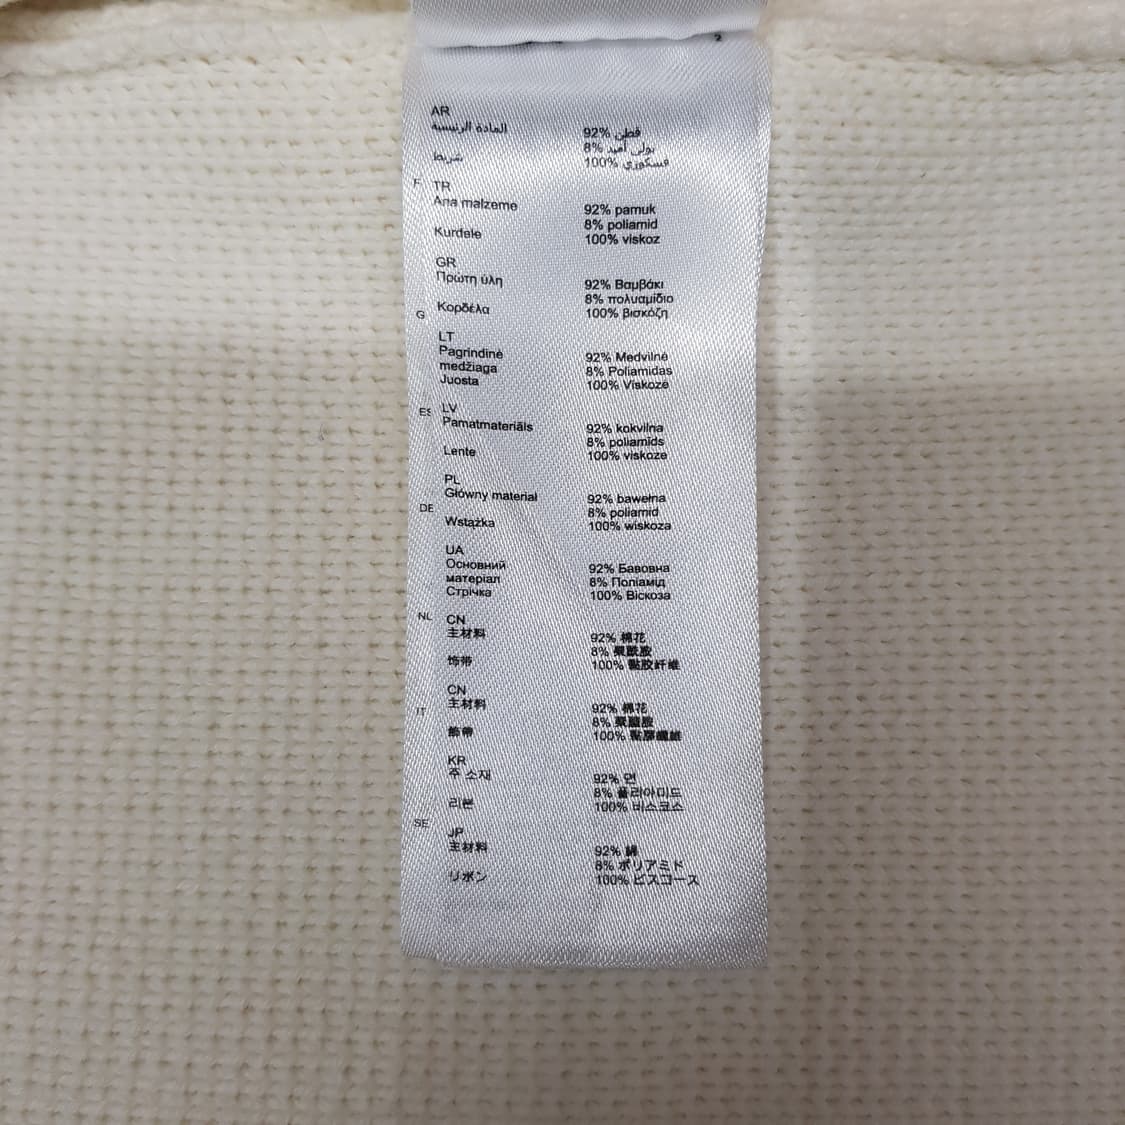 2
AR
المادة الرئيسية
92% قطن
8% بولي أميد
شريط
100% فسكوزي
F
TR
Ana malzeme
92% pamuk
8% poliamid
Kurdele
100% viskoz
GR
Πρώτη ύλη
92% Βαμβάκι
8% πολυαμίδιο
Κορδέλα
100% βισκόζη
G
LT
Pagrindinė
92% Medvilnė
medžiaga
8% Poliamidas
Juosta
100% Viskozė
ES
LV
Pamatmateriāls
92% kokvilna
8% poliamīds
Lente
100% viskoze
PL
Główny materiał
92% bawełna
DE
8% poliamid
Wstążka
100% wiskoza
UA
Основний
92% Бавовна
матеріал
8% Поліамід
Стрічка
100% Віскоза
NL
CN
主材料
92% 棉花
8% 聚酰胺
饰带
100% 黏胶纤维
CN
主材料
92% 棉花
IT
8% 聚醯胺
飾帶
100% 黏膠纖維
KR
주 소재
92% 면
8% 폴리아미드
리본
100% 비스코스
SE
JP
主材料
92% 綿
8% ポリアミド
リボン
100% ビスコース